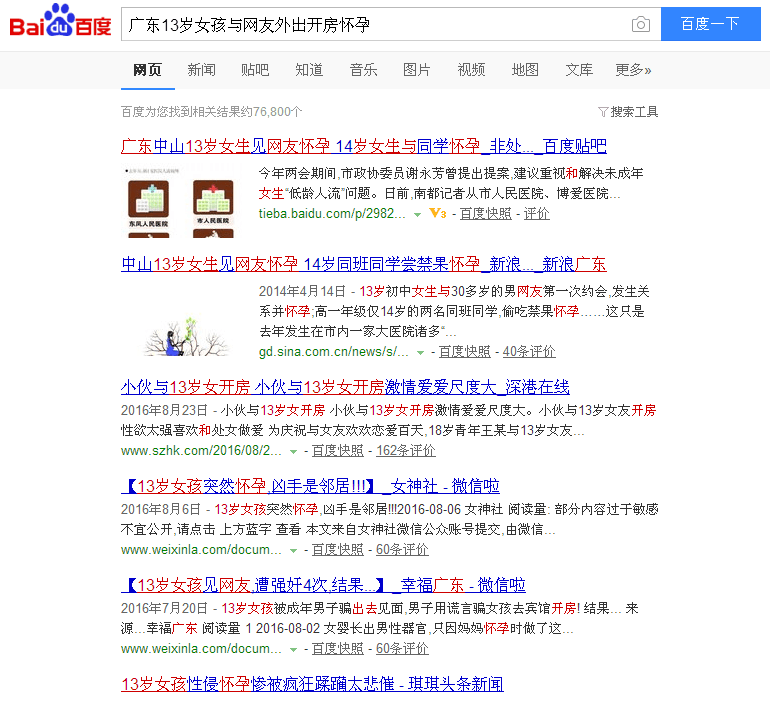 Bai du 百度
广东13岁女孩与网友外出开房怀孕
百度一下
网页 新闻 贴吧 知道 音乐 图片 视频 地图 文库 更多»
百度为您找到相关结果约76,800个
搜索工具
广东中山13岁女生见网友怀孕 14岁女生与同学怀孕_非处..._百度贴吧
东凤人民医院
市人民医院
今年两会期间,市政协委员谢永芳曾提出提案,建议重视和解决未成年
女生“低龄人流”问题。日前,南都记者从市人民医院、博爱医院…
tieba.baidu.com/p/2982... V3 - 百度快照 - 评价
中山13岁女生见网友怀孕 14岁同班同学尝禁果怀孕_新浪..._新浪广东
2014年4月14日 - 13岁初中女生与30多岁的男网友第一次约会,发生关
系并怀孕;高一年级仅14岁的两名同班同学,偷吃禁果怀孕……这只是
去年发生在市内一家大医院诸多“…
gd.sina.com.cn/news/s/... - 百度快照 - 40条评价
小伙与13岁女开房 小伙与13岁女开房激情爱爱尺度大_深港在线
2016年8月23日 - 小伙与13岁女开房 小伙与13岁女开房激情爱爱尺度大。小伙与13岁女友开房
性欲太强喜欢和处女做爱 为庆祝与女友欢欢恋爱百天,18岁青年王某与13岁女友…
www.szhk.com/2016/08/2... - 百度快照 - 162条评价
【13岁女孩突然怀孕,凶手是邻居!!!】_女神社 - 微信啦
2016年8月6日 - 13岁女孩突然怀孕,凶手是邻居!!!2016-08-06 女神社 阅读量: 部分内容过于敏感
不宜公开,请点击 上方蓝字 查看 本文来自女神社微信公众账号提交,由微信…
www.weixinla.com/docum... - 百度快照 - 60条评价
【13岁女孩见网友,遭强奸4次,结果...】_幸福广东 - 微信啦
2016年7月20日 - 13岁女孩被成年男子骗出去见面,男子用谎言骗女孩去宾馆开房! 结果... 来
源…幸福广东 阅读量 1 2016-08-02 女婴长出男性器官,只因妈妈怀孕时做了这…
www.weixinla.com/docum... - 百度快照 - 60条评价
13岁女孩性侵怀孕惨被疯狂蹂躏太悲催 - 琪琪头条新闻